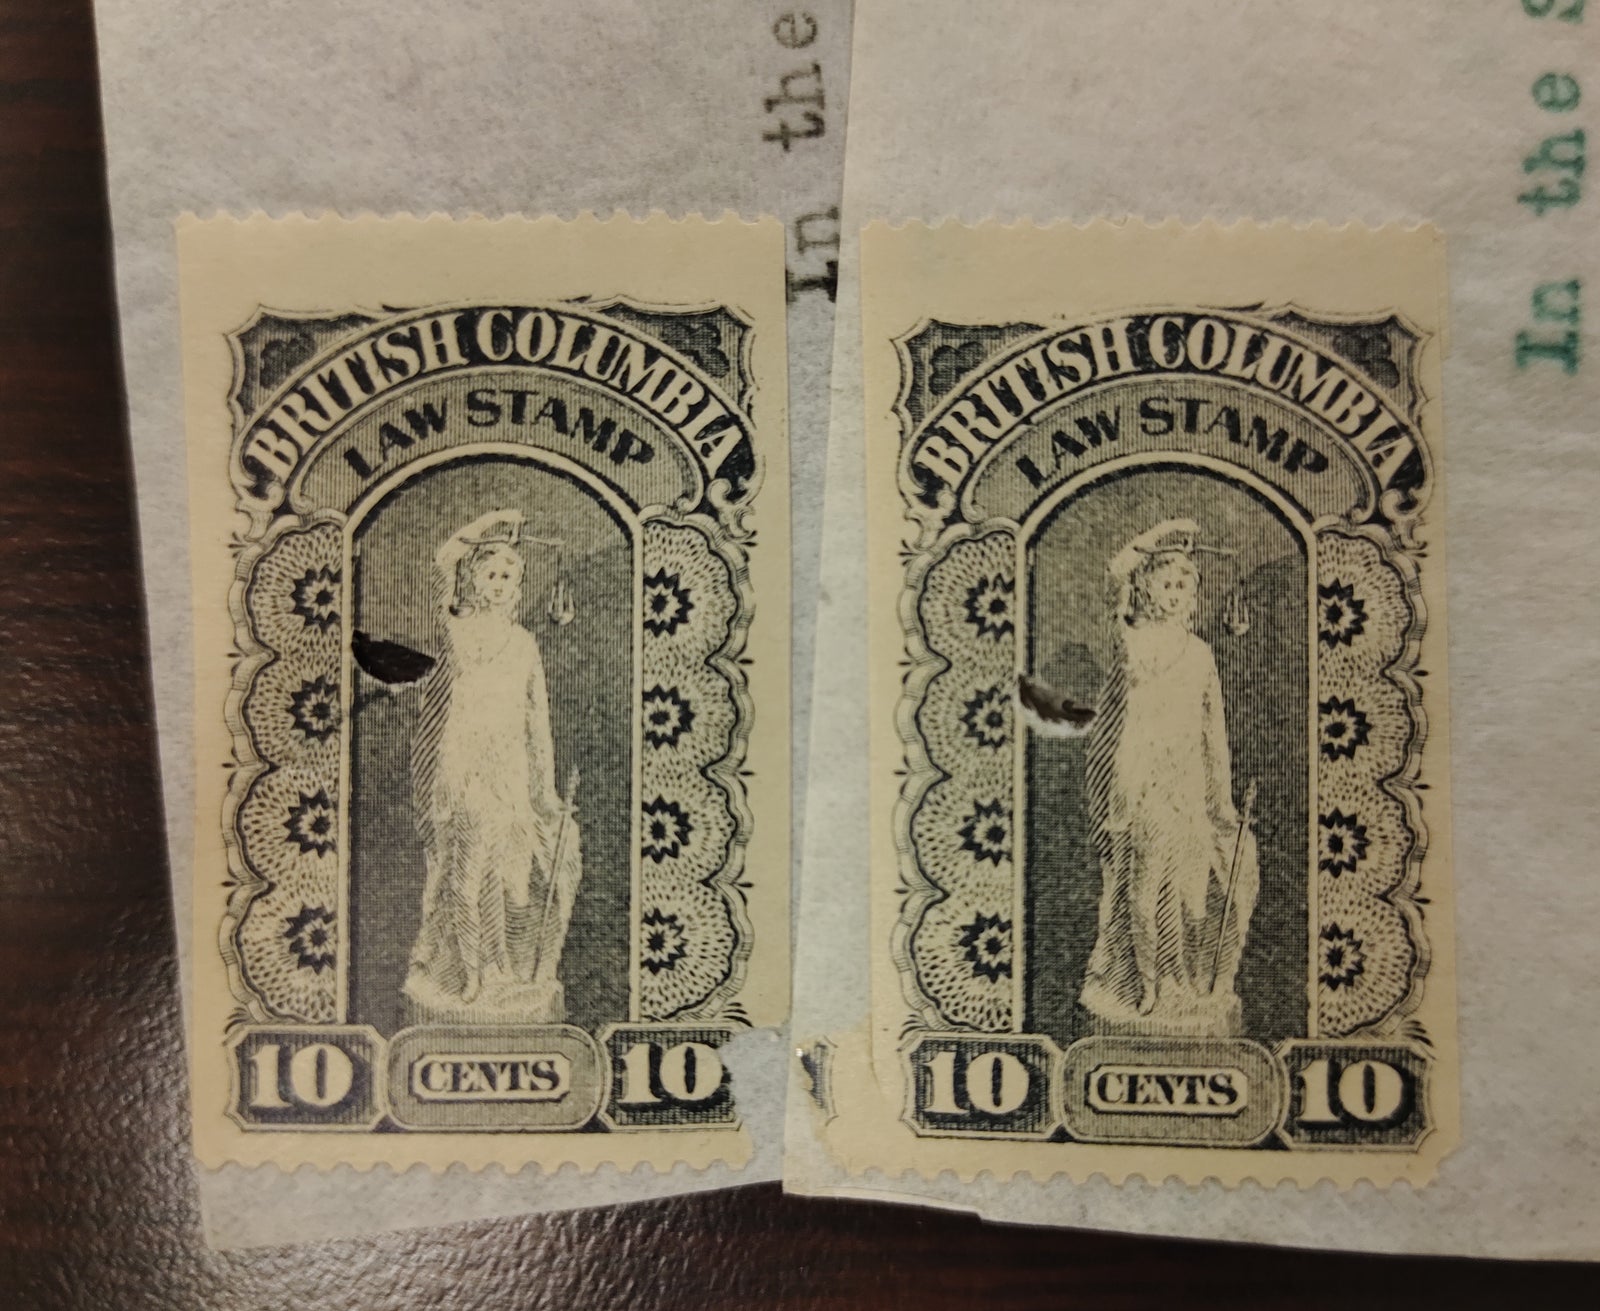 In the
In the
BRITISH COLUMBIA
LAW STAMP
10 CENTS 10
BRITISH COLUMBIA
LAW STAMP
10 CENTS 10